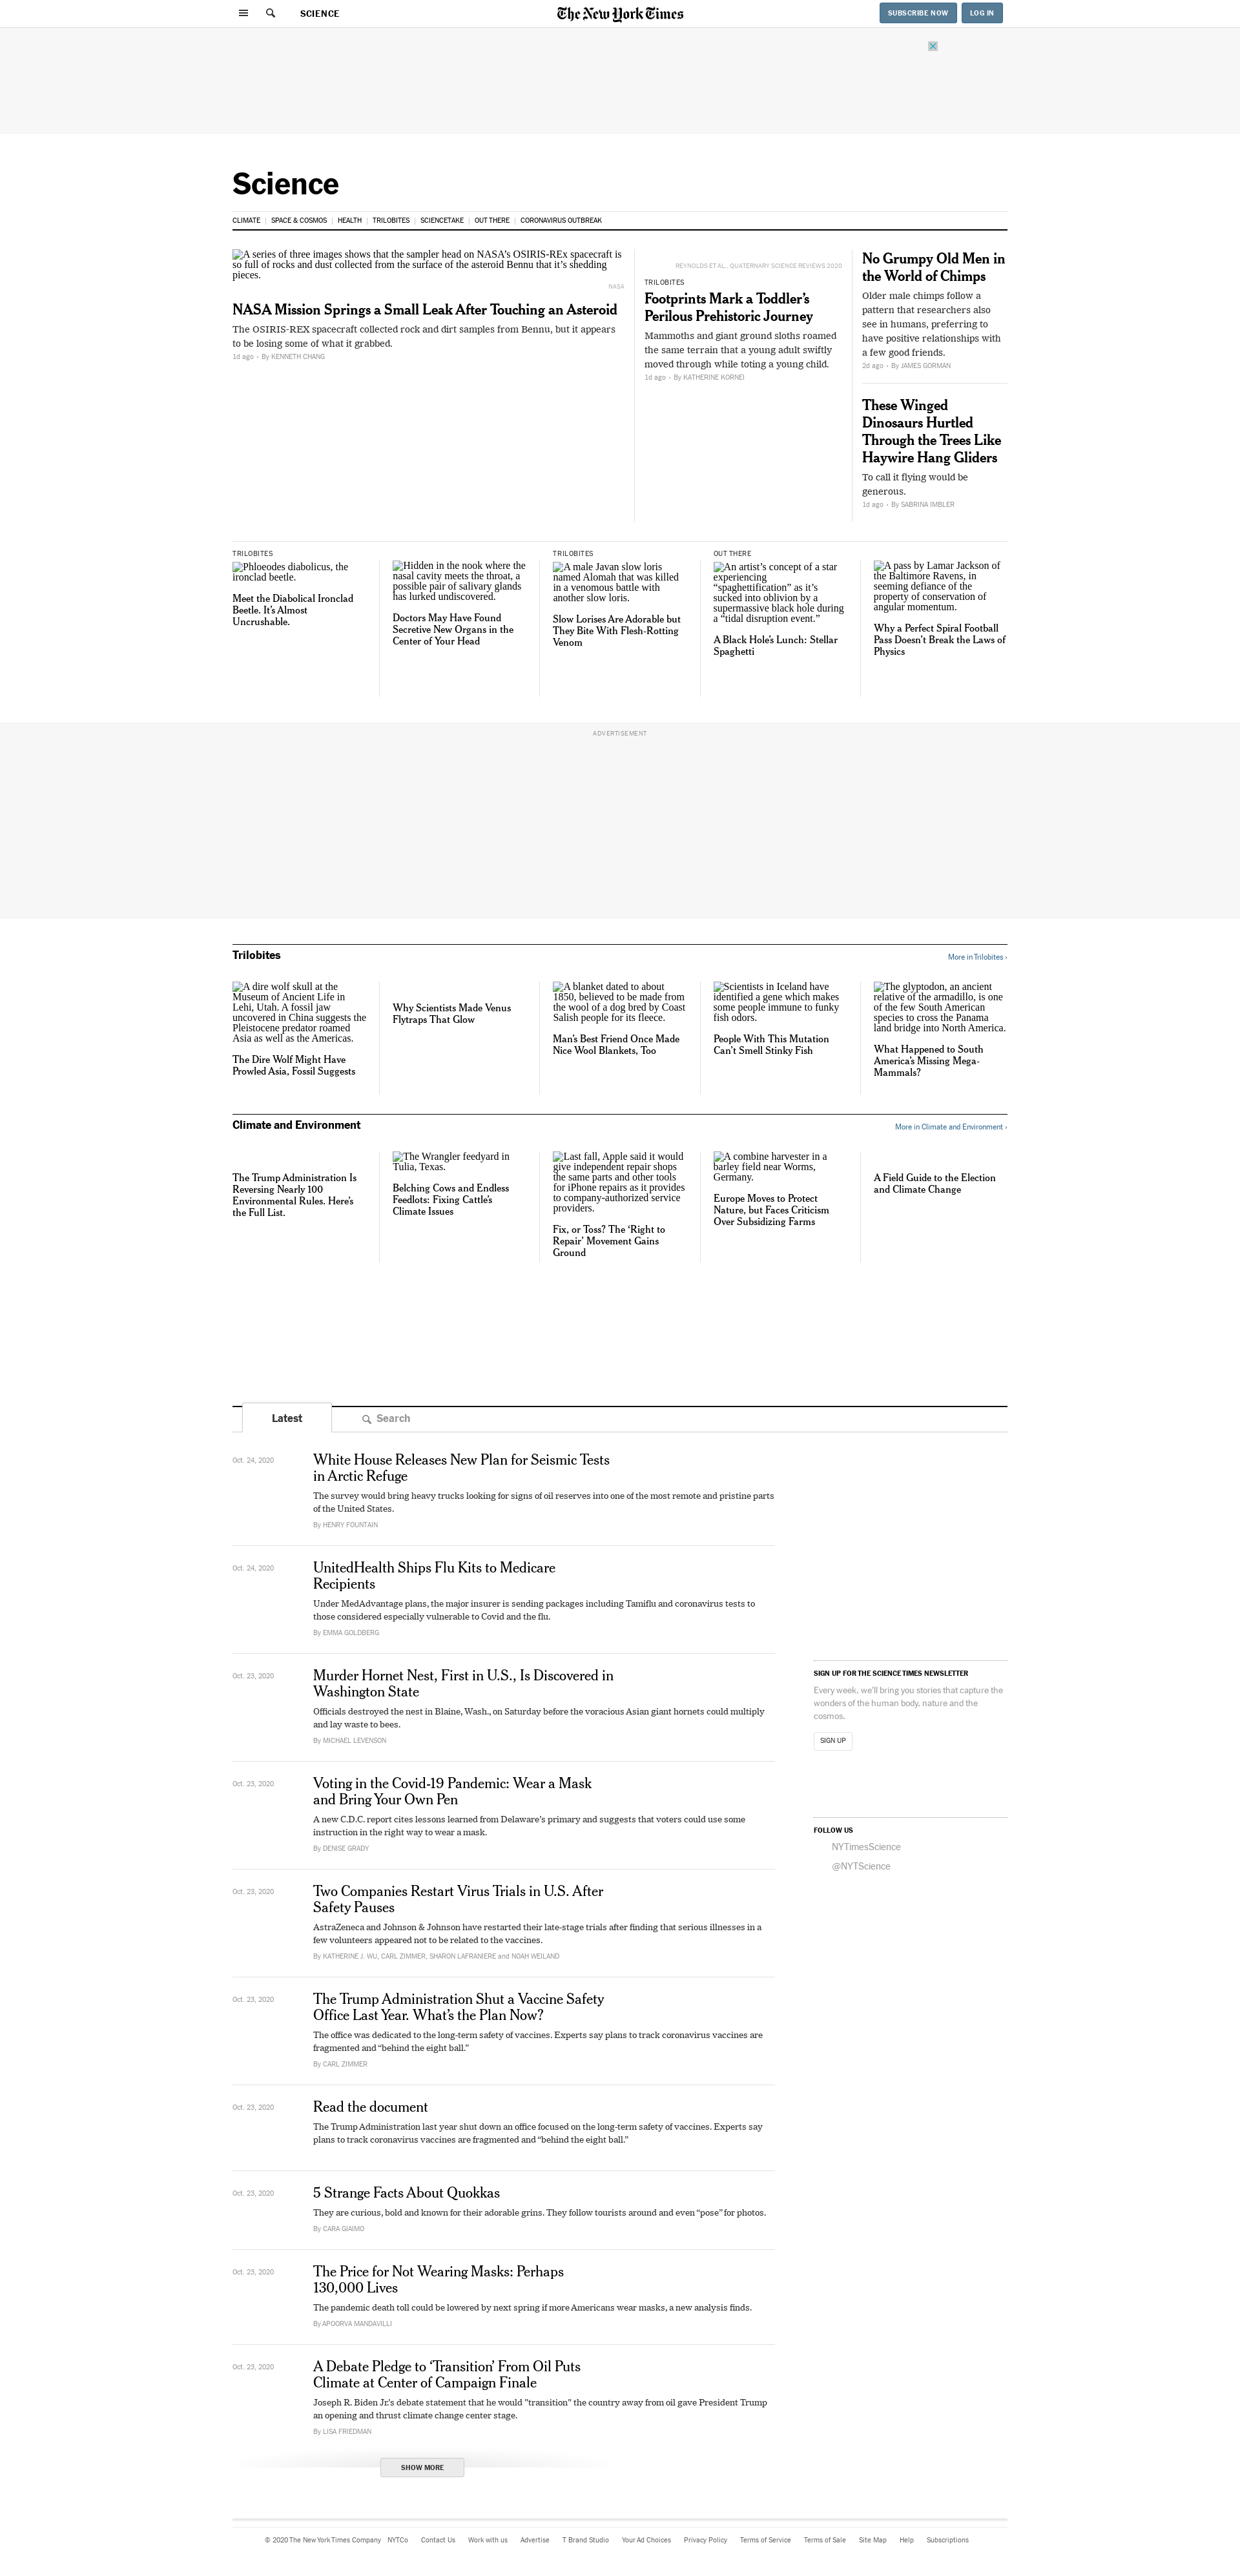 SCIENCE
The New York Times
SUBSCRIBE NOW
LOG IN
Science
CLIMATE
SPACE & COSMOS
HEALTH
TRILOBITES
SCIENCETAKE
OUT THERE
CORONAVIRUS OUTBREAK
A series of three images shows that the sampler head on NASA's OSIRIS-REx spacecraft is
so full of rocks and dust collected from the surface of the asteroid Bennu that it's shedding
pieces.
NASA
NASA Mission Springs a Small Leak After Touching an Asteroid
The OSIRIS-REX spacecraft collected rock and dirt samples from Bennu, but it appears
to be losing some of what it grabbed.
1d ago • By KENNETH CHANG
REYNOLDS ET AL., QUATERNARY SCIENCE REVIEWS 2020
TRILOBITES
Footprints Mark a Toddler's
Perilous Prehistoric Journey
Mammoths and giant ground sloths roamed
the same terrain that a young adult swiftly
moved through while toting a young child.
1d ago • By KATHERINE KORNEI
No Grumpy Old Men in
the World of Chimps
Older male chimps follow a
pattern that researchers also
see in humans, preferring to
have positive relationships with
a few good friends.
2d ago • By JAMES GORMAN
These Winged
Dinosaurs Hurtled
Through the Trees Like
Haywire Hang Gliders
To call it flying would be
generous.
1d ago • By SABRINA IMBLER
TRILOBITES
Phloeodes diabolicus, the
ironclad beetle.
Meet the Diabolical Ironclad
Beetle. It's Almost
Uncrushable.
Hidden in the nook where the
nasal cavity meets the throat, a
possible pair of salivary glands
has lurked undiscovered.
Doctors May Have Found
Secretive New Organs in the
Center of Your Head
TRILOBITES
A male Javan slow loris
named Alomah that was killed
in a venomous battle with
another slow loris.
Slow Lorises Are Adorable but
They Bite With Flesh-Rotting
Venom
OUT THERE
An artist's concept of a star
experiencing
"spaghettification" as it's
sucked into oblivion by a
supermassive black hole during
a "tidal disruption event."
A Black Hole's Lunch: Stellar
Spaghetti
A pass by Lamar Jackson of
the Baltimore Ravens, in
seeming defiance of the
property of conservation of
angular momentum.
Why a Perfect Spiral Football
Pass Doesn't Break the Laws of
Physics
ADVERTISEMENT
Trilobites
More in Trilobites ›
A dire wolf skull at the
Museum of Ancient Life in
Lehi, Utah. A fossil jaw
uncovered in China suggests the
Pleistocene predator roamed
Asia as well as the Americas.
The Dire Wolf Might Have
Prowled Asia, Fossil Suggests
Why Scientists Made Venus
Flytraps That Glow
A blanket dated to about
1850, believed to be made from
the wool of a dog bred by Coast
Salish people for its fleece.
Man's Best Friend Once Made
Nice Wool Blankets, Too
Scientists in Iceland have
identified a gene which makes
some people immune to funky
fish odors.
People With This Mutation
Can't Smell Stinky Fish
The glyptodon, an ancient
relative of the armadillo, is one
of the few South American
species to cross the Panama
land bridge into North America.
What Happened to South
America's Missing Mega-
Mammals?
Climate and Environment
More in Climate and Environment ›
The Trump Administration Is
Reversing Nearly 100
Environmental Rules. Here's
the Full List.
The Wrangler feedyard in
Tulia, Texas.
Belching Cows and Endless
Feedlots: Fixing Cattle's
Climate Issues
Last fall, Apple said it would
give independent repair shops
the same parts and other tools
for iPhone repairs as it provides
to company-authorized service
providers.
Fix, or Toss? The 'Right to
Repair' Movement Gains
Ground
A combine harvester in a
barley field near Worms,
Germany.
Europe Moves to Protect
Nature, but Faces Criticism
Over Subsidizing Farms
A Field Guide to the Election
and Climate Change
Latest
Search
Oct. 24, 2020
White House Releases New Plan for Seismic Tests
in Arctic Refuge
The survey would bring heavy trucks looking for signs of oil reserves into one of the most remote and pristine parts
of the United States.
By HENRY FOUNTAIN
Oct. 24, 2020
UnitedHealth Ships Flu Kits to Medicare
Recipients
Under MedAdvantage plans, the major insurer is sending packages including Tamiflu and coronavirus tests to
those considered especially vulnerable to Covid and the flu.
By EMMA GOLDBERG
Oct. 23, 2020
Murder Hornet Nest, First in U.S., Is Discovered in
Washington State
Officials destroyed the nest in Blaine, Wash., on Saturday before the voracious Asian giant hornets could multiply
and lay waste to bees.
By MICHAEL LEVENSON
Oct. 23, 2020
Voting in the Covid-19 Pandemic: Wear a Mask
and Bring Your Own Pen
A new C.D.C. report cites lessons learned from Delaware's primary and suggests that voters could use some
instruction in the right way to wear a mask.
By DENISE GRADY
Oct. 23, 2020
Two Companies Restart Virus Trials in U.S. After
Safety Pauses
AstraZeneca and Johnson & Johnson have restarted their late-stage trials after finding that serious illnesses in a
few volunteers appeared not to be related to the vaccines.
By KATHERINE J. WU, CARL ZIMMER, SHARON LAFRANIERE and NOAH WEILAND
Oct. 23, 2020
The Trump Administration Shut a Vaccine Safety
Office Last Year. What's the Plan Now?
The office was dedicated to the long-term safety of vaccines. Experts say plans to track coronavirus vaccines are
fragmented and "behind the eight ball."
By CARL ZIMMER
Oct. 23, 2020
Read the document
The Trump Administration last year shut down an office focused on the long-term safety of vaccines. Experts say
plans to track coronavirus vaccines are fragmented and "behind the eight ball."
Oct. 23, 2020
5 Strange Facts About Quokkas
They are curious, bold and known for their adorable grins. They follow tourists around and even "pose" for photos.
By CARA GIAIMO
Oct. 23, 2020
The Price for Not Wearing Masks: Perhaps
130,000 Lives
The pandemic death toll could be lowered by next spring if more Americans wear masks, a new analysis finds.
By APOORVA MANDAVILLI
Oct. 23, 2020
A Debate Pledge to 'Transition' From Oil Puts
Climate at Center of Campaign Finale
Joseph R. Biden Jr.'s debate statement that he would "transition" the country away from oil gave President Trump
an opening and thrust climate change center stage.
By LISA FRIEDMAN
SHOW MORE
SIGN UP FOR THE SCIENCE TIMES NEWSLETTER
Every week, we'll bring you stories that capture the
wonders of the human body, nature and the
cosmos.
SIGN UP
FOLLOW US
NYTimesScience
@NYTScience
© 2020 The New York Times Company
NYTCo
Contact Us
Work with us
Advertise
T Brand Studio
Your Ad Choices
Privacy Policy
Terms of Service
Terms of Sale
Site Map
Help
Subscriptions